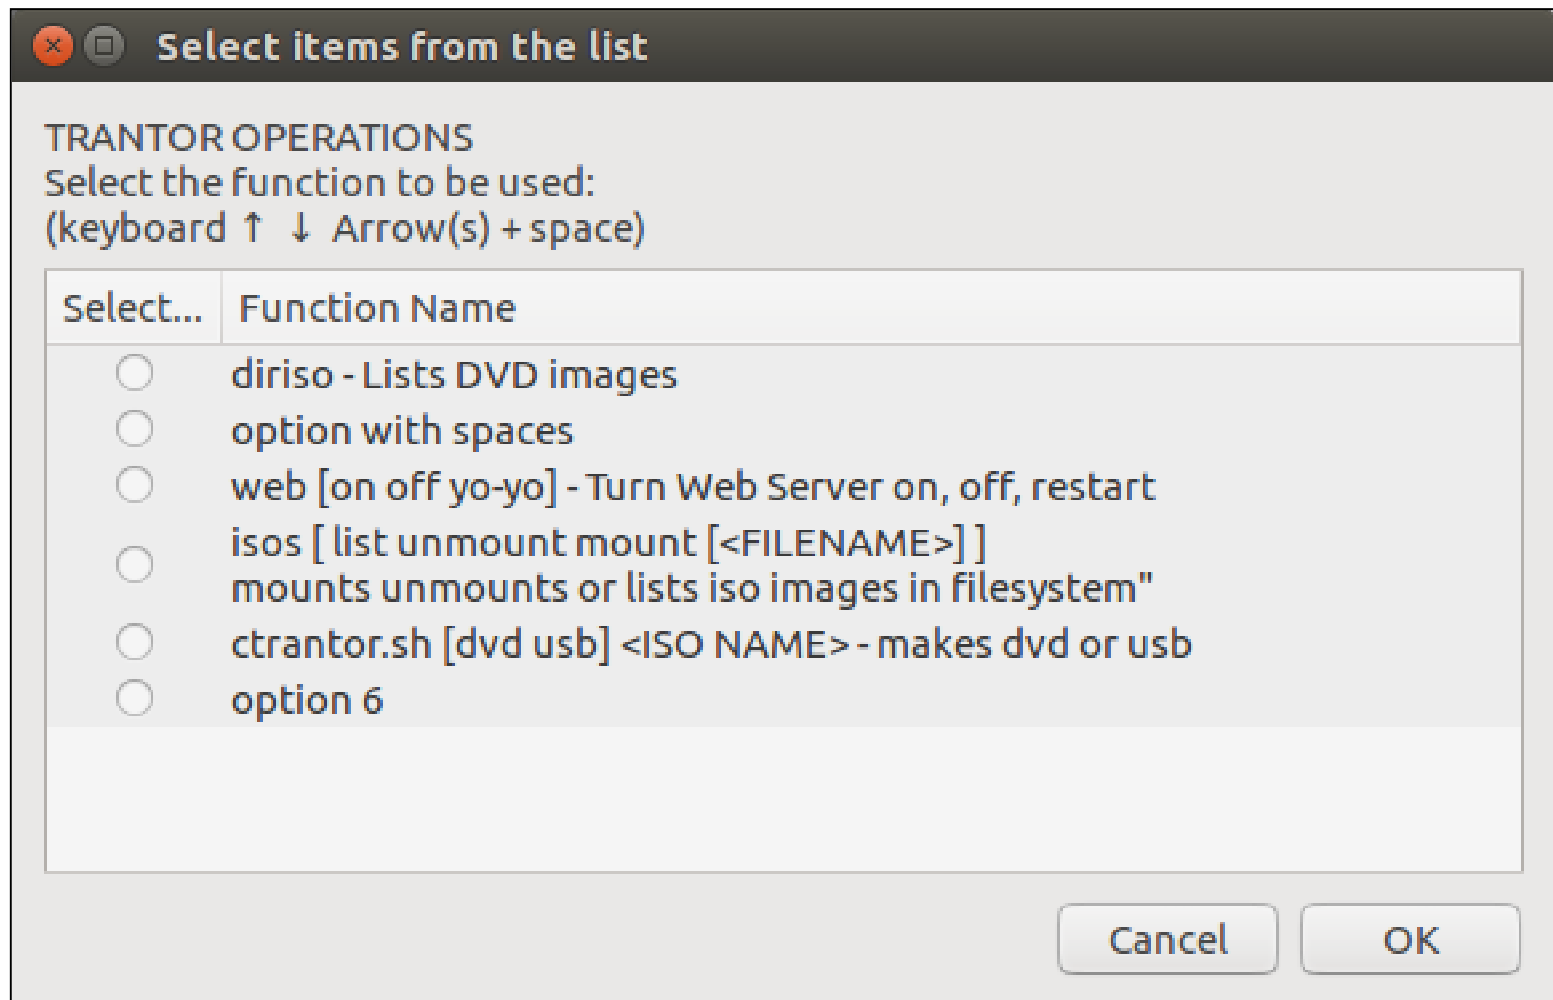 Select items from the list
TRANTOR OPERATIONS
Select the function to be used:
(keyboard ↑ ↓ Arrow(s) + space)
Select... Function Name
diriso - Lists DVD images
option with spaces
web [on off yo-yo] - Turn Web Server on, off, restart
isos [ list unmount mount [<FILENAME>] ]
mounts unmounts or lists iso images in filesystem"
ctrantor.sh [dvd usb] <ISO NAME> - makes dvd or usb
option 6
Cancel OK